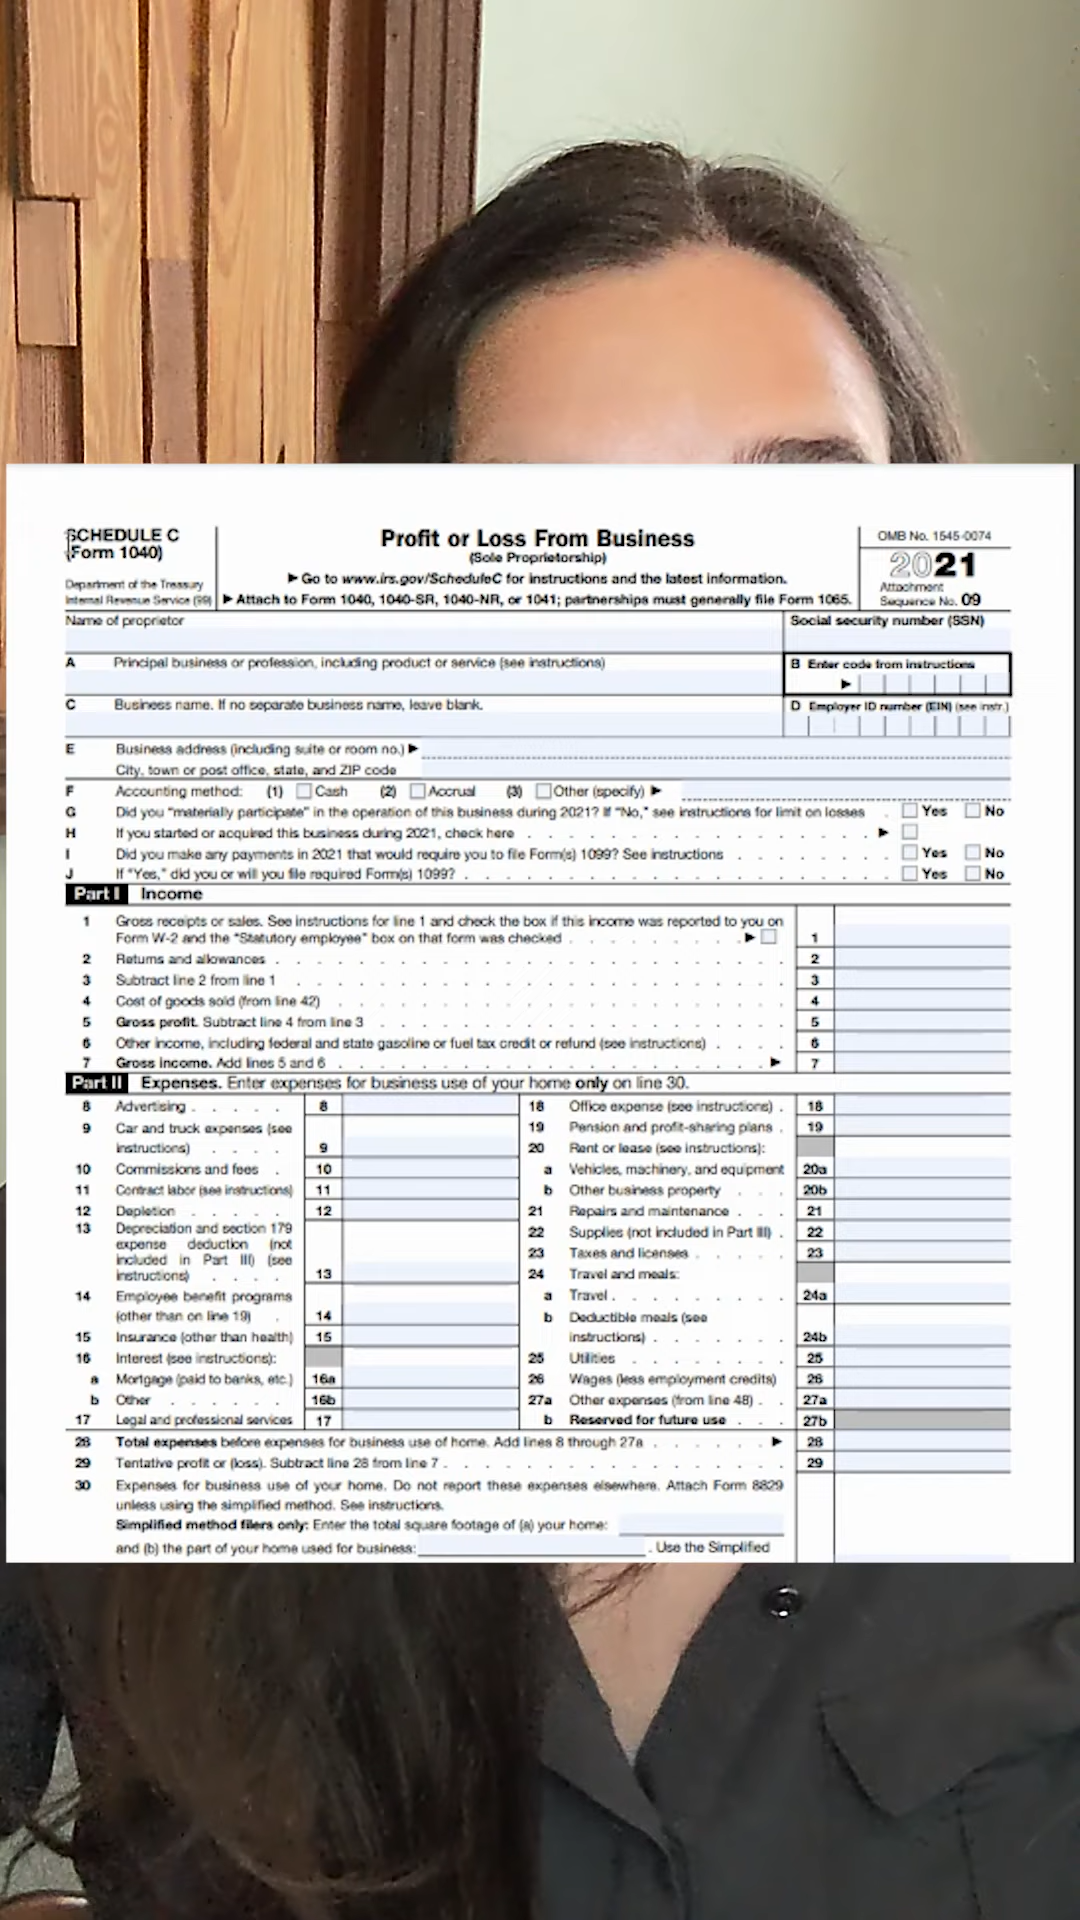 SCHEDULE C
(Form 1040)
Department of the Treasury
Internal Revenue Service (99)
Profit or Loss From Business
(Sole Proprietorship)
▶ Go to www.irs.gov/ScheduleC for instructions and the latest information.
▶ Attach to Form 1040, 1040-SR, 1040-NR, or 1041; partnerships must generally file Form 1065.
OMB No. 1545-0074
2021
Attachment
Sequence No. 09
Name of proprietor
Social security number (SSN)
A Principal business or profession, including product or service (see instructions)
B Enter code from instructions
▶
C Business name. If no separate business name, leave blank.
D Employer ID number (EIN) (see instr.)
E Business address (including suite or room no.) ▶
City, town or post office, state, and ZIP code
F Accounting method: (1) Cash (2) Accrual (3) Other (specify) ▶
G Did you “materially participate” in the operation of this business during 2021? If “No,” see instructions for limit on losses . Yes No
H If you started or acquired this business during 2021, check here . . . . . . . . . . . . . . . . . ▶
I Did you make any payments in 2021 that would require you to file Form(s) 1099? See instructions . . . . . . . . Yes No
J If “Yes,” did you or will you file required Form(s) 1099? . . . . . . . . . . . . . . . . . . . Yes No
Part I Income
1 Gross receipts or sales. See instructions for line 1 and check the box if this income was reported to you on
Form W-2 and the “Statutory employee” box on that form was checked . . . . . . . . . ▶ 1
2 Returns and allowances . . . . . . . . . . . . . . . . . . . . . . . . 2
3 Subtract line 2 from line 1 . . . . . . . . . . . . . . . . . . . . . . . 3
4 Cost of goods sold (from line 42) . . . . . . . . . . . . . . . . . . . . . 4
5 Gross profit. Subtract line 4 from line 3 . . . . . . . . . . . . . . . . . . . 5
6 Other income, including federal and state gasoline or fuel tax credit or refund (see instructions) . . . . 6
7 Gross income. Add lines 5 and 6 . . . . . . . . . . . . . . . . . . . . ▶ 7
Part II Expenses. Enter expenses for business use of your home only on line 30.
8 Advertising . . . . . 8
9 Car and truck expenses (see
instructions) . . . . 9
10 Commissions and fees . 10
11 Contract labor (see instructions) 11
12 Depletion . . . . . 12
13 Depreciation and section 179
expense deduction (not
included in Part III) (see
instructions) . . . . 13
14 Employee benefit programs
(other than on line 19) . 14
15 Insurance (other than health) 15
16 Interest (see instructions):
a Mortgage (paid to banks, etc.) 16a
b Other . . . . . . 16b
17 Legal and professional services 17
18 Office expense (see instructions) . 18
19 Pension and profit-sharing plans . 19
20 Rent or lease (see instructions):
a Vehicles, machinery, and equipment 20a
b Other business property . . . 20b
21 Repairs and maintenance . . . 21
22 Supplies (not included in Part III) . 22
23 Taxes and licenses . . . . . 23
24 Travel and meals:
a Travel . . . . . . . . . 24a
b Deductible meals (see
instructions) . . . . . . . 24b
25 Utilities . . . . . . . . 25
26 Wages (less employment credits) 26
27a Other expenses (from line 48) . . 27a
b Reserved for future use . . . 27b
28 Total expenses before expenses for business use of home. Add lines 8 through 27a . . . . . . . ▶ 28
29 Tentative profit or (loss). Subtract line 28 from line 7 . . . . . . . . . . . . . . . . . 29
30 Expenses for business use of your home. Do not report these expenses elsewhere. Attach Form 8829
unless using the simplified method. See instructions.
Simplified method filers only: Enter the total square footage of (a) your home:
and (b) the part of your home used for business: . Use the Simplified